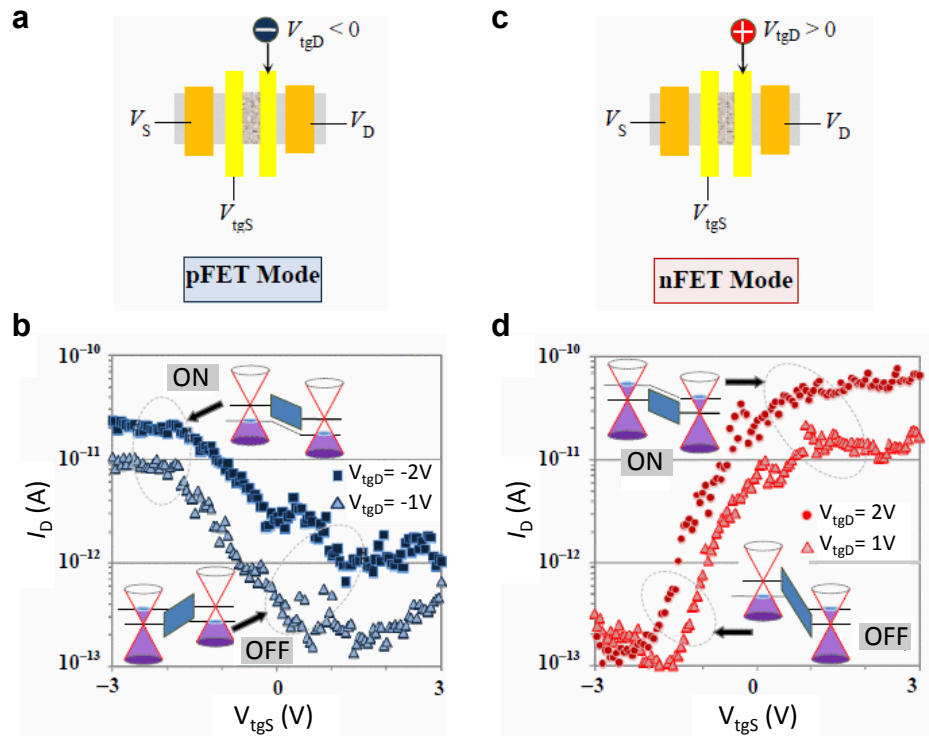 a
V_tgD < 0
V_S
V_D
V_tgS
pFET Mode
c
V_tgD > 0
V_S
V_D
V_tgS
nFET Mode
b
10⁻¹⁰
10⁻¹¹
10⁻¹²
10⁻¹³
I_D (A)
ON
V_tgD= -2V
V_tgD= -1V
OFF
−3
0
3
V_tgS (V)
d
10⁻¹⁰
10⁻¹¹
10⁻¹²
10⁻¹³
I_D (A)
ON
V_tgD= 2V
V_tgD= 1V
OFF
−3
0
3
V_tgS (V)